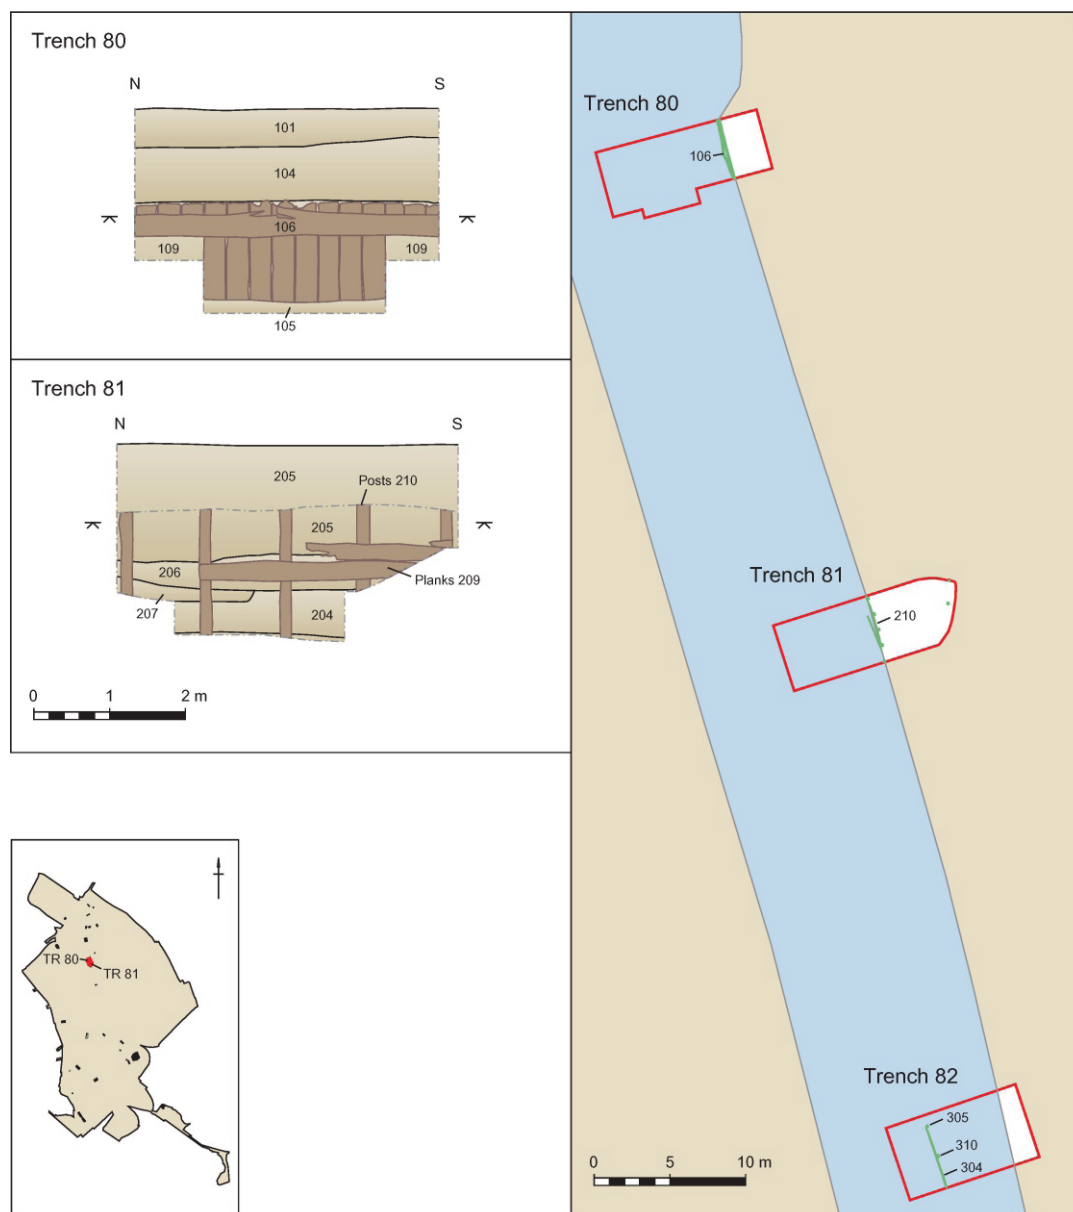 Trench 80
N S
101
104
106
109 109
105
Trench 81
N S
205
Posts 210
205
206
Planks 209
207
204
0 1 2 m
TR 80
TR 81
Trench 80
106
Trench 81
210
Trench 82
305
310
304
0 5 10 m